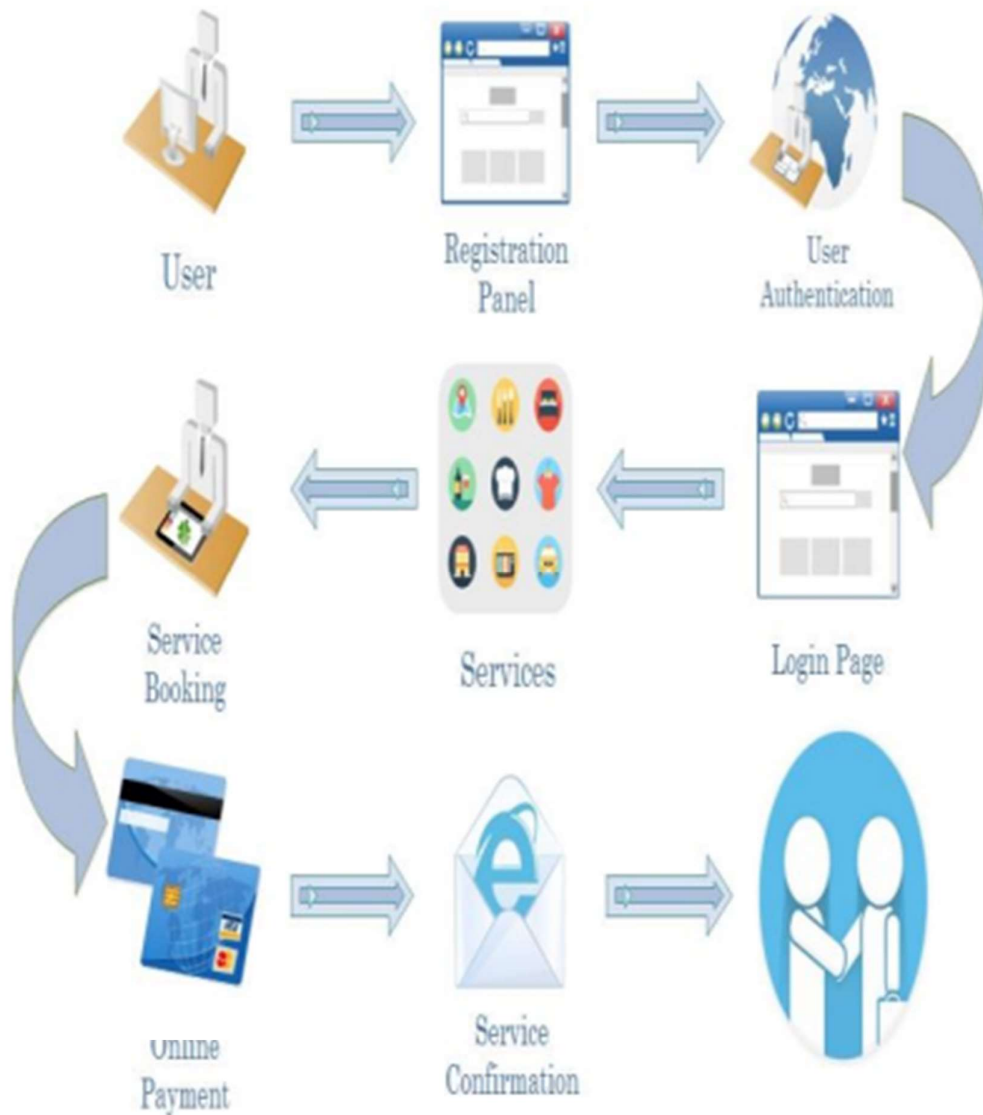 User
Registration
Panel
User
Authentication
Service
Booking
Services
Login Page
Online
Payment
Service
Confirmation